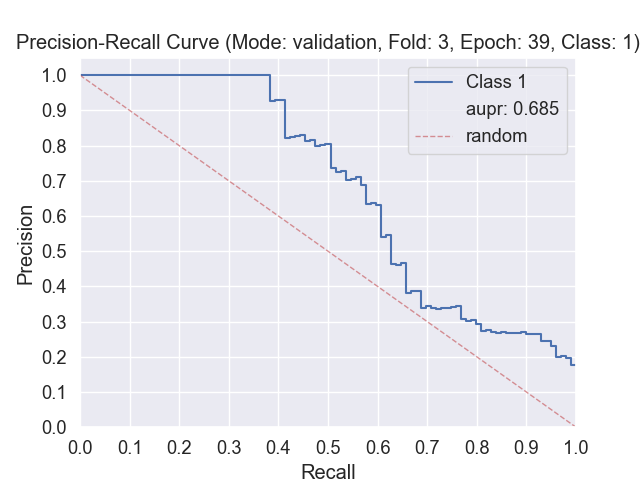 Precision-Recall Curve (Mode: validation, Fold: 3, Epoch: 39, Class: 1)
1.0
0.9
0.8
0.7
0.6
0.5
0.4
0.3
0.2
0.1
0.0
Precision
Class 1
aupr: 0.685
random
0.0 0.1 0.2 0.3 0.4 0.5 0.6 0.7 0.8 0.9 1.0
Recall